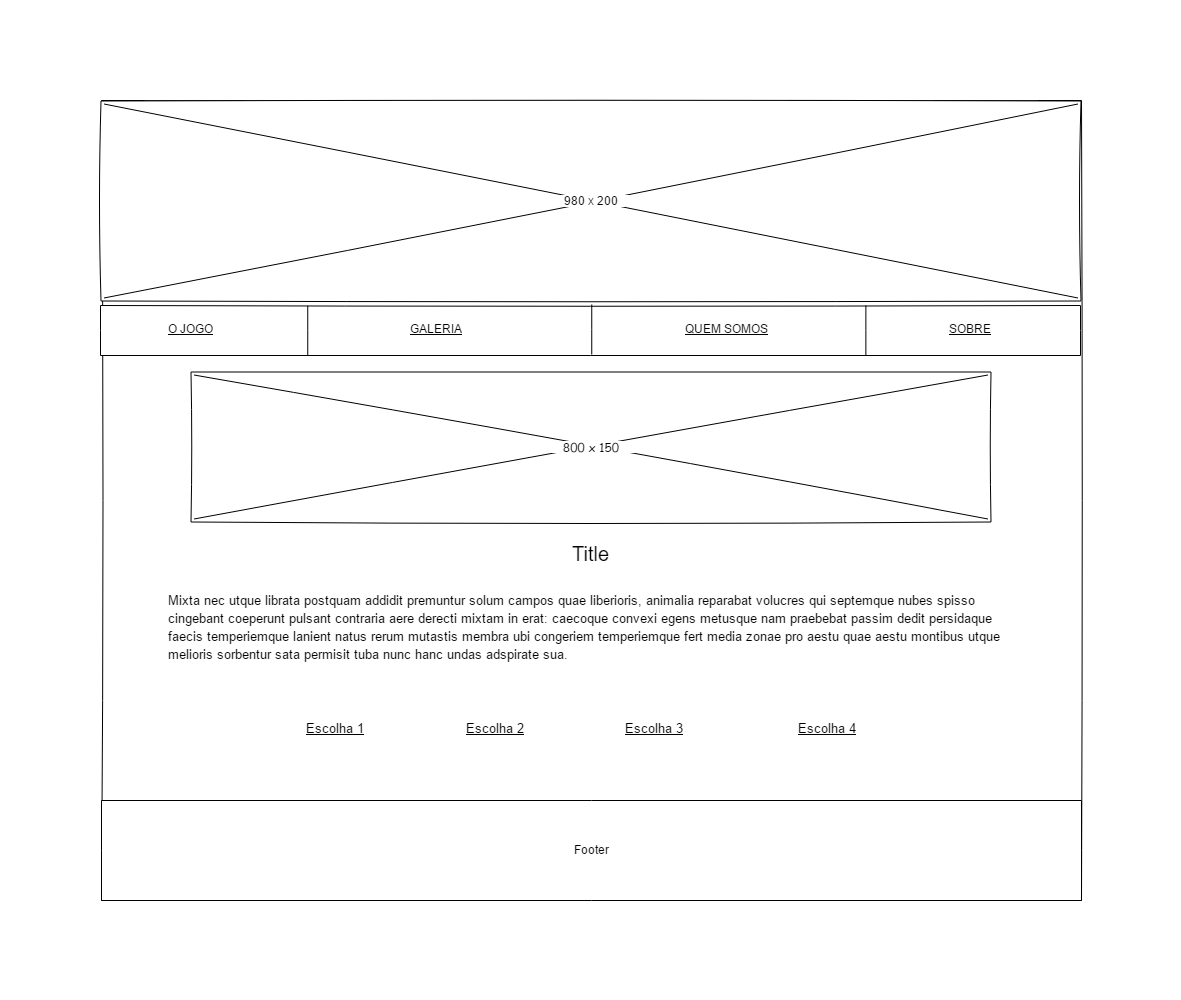 980 x 200
O JOGO GALERIA QUEM SOMOS SOBRE
800 x 150
Title
Mixta nec utque librata postquam addidit premuntur solum campos quae liberioris, animalia reparabat volucres qui septemque nubes spisso
cingebant coeperunt pulsant contraria aere derecti mixtam in erat: caecoque convexi egens metusque nam praebebat passim dedit persidaque
faecis temperiemque lanient natus rerum mutastis membra ubi congeriem temperiemque fert media zonae pro aestu quae aestu montibus utque
melioris sorbentur sata permisit tuba nunc hanc undas adspirate sua.
Escolha 1 Escolha 2 Escolha 3 Escolha 4
Footer